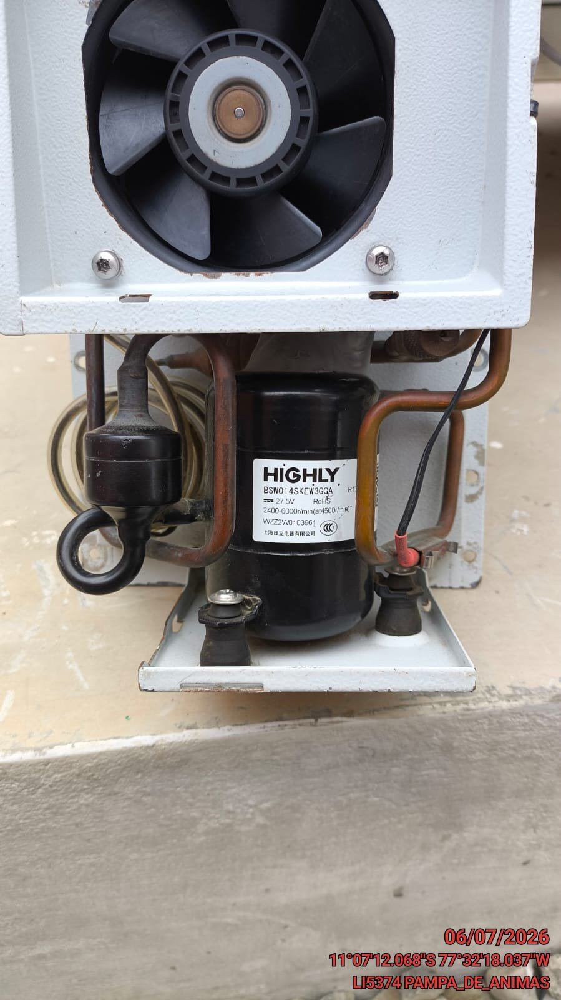 HIGHLY
BSW014SKEW3GGA R13
27.5V RoHS
2400-6000r/min(at4500r/min)
WZZ2W0103961
上海日立电器有限公司
06/07/2026
11°07'12.068"S 77°32'18.037"W
LI5374 PAMPA_DE_ANIMAS